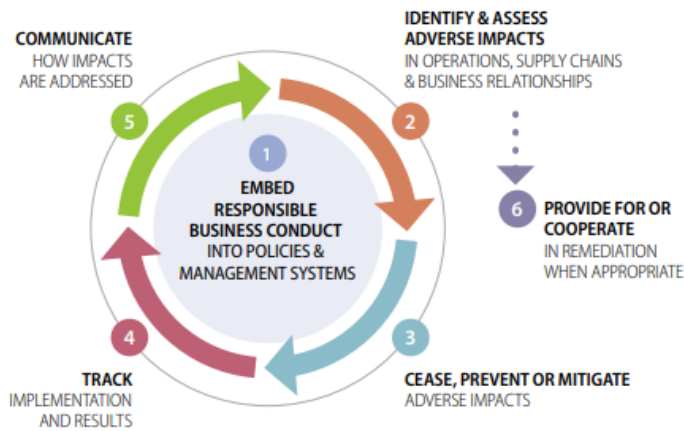 1
EMBED
RESPONSIBLE
BUSINESS CONDUCT
INTO POLICIES &
MANAGEMENT SYSTEMS
2
IDENTIFY & ASSESS
ADVERSE IMPACTS
IN OPERATIONS, SUPPLY CHAINS
& BUSINESS RELATIONSHIPS
3
CEASE, PREVENT OR MITIGATE
ADVERSE IMPACTS
4
TRACK
IMPLEMENTATION
AND RESULTS
5
COMMUNICATE
HOW IMPACTS
ARE ADDRESSED
6
PROVIDE FOR OR
COOPERATE
IN REMEDIATION
WHEN APPROPRIATE